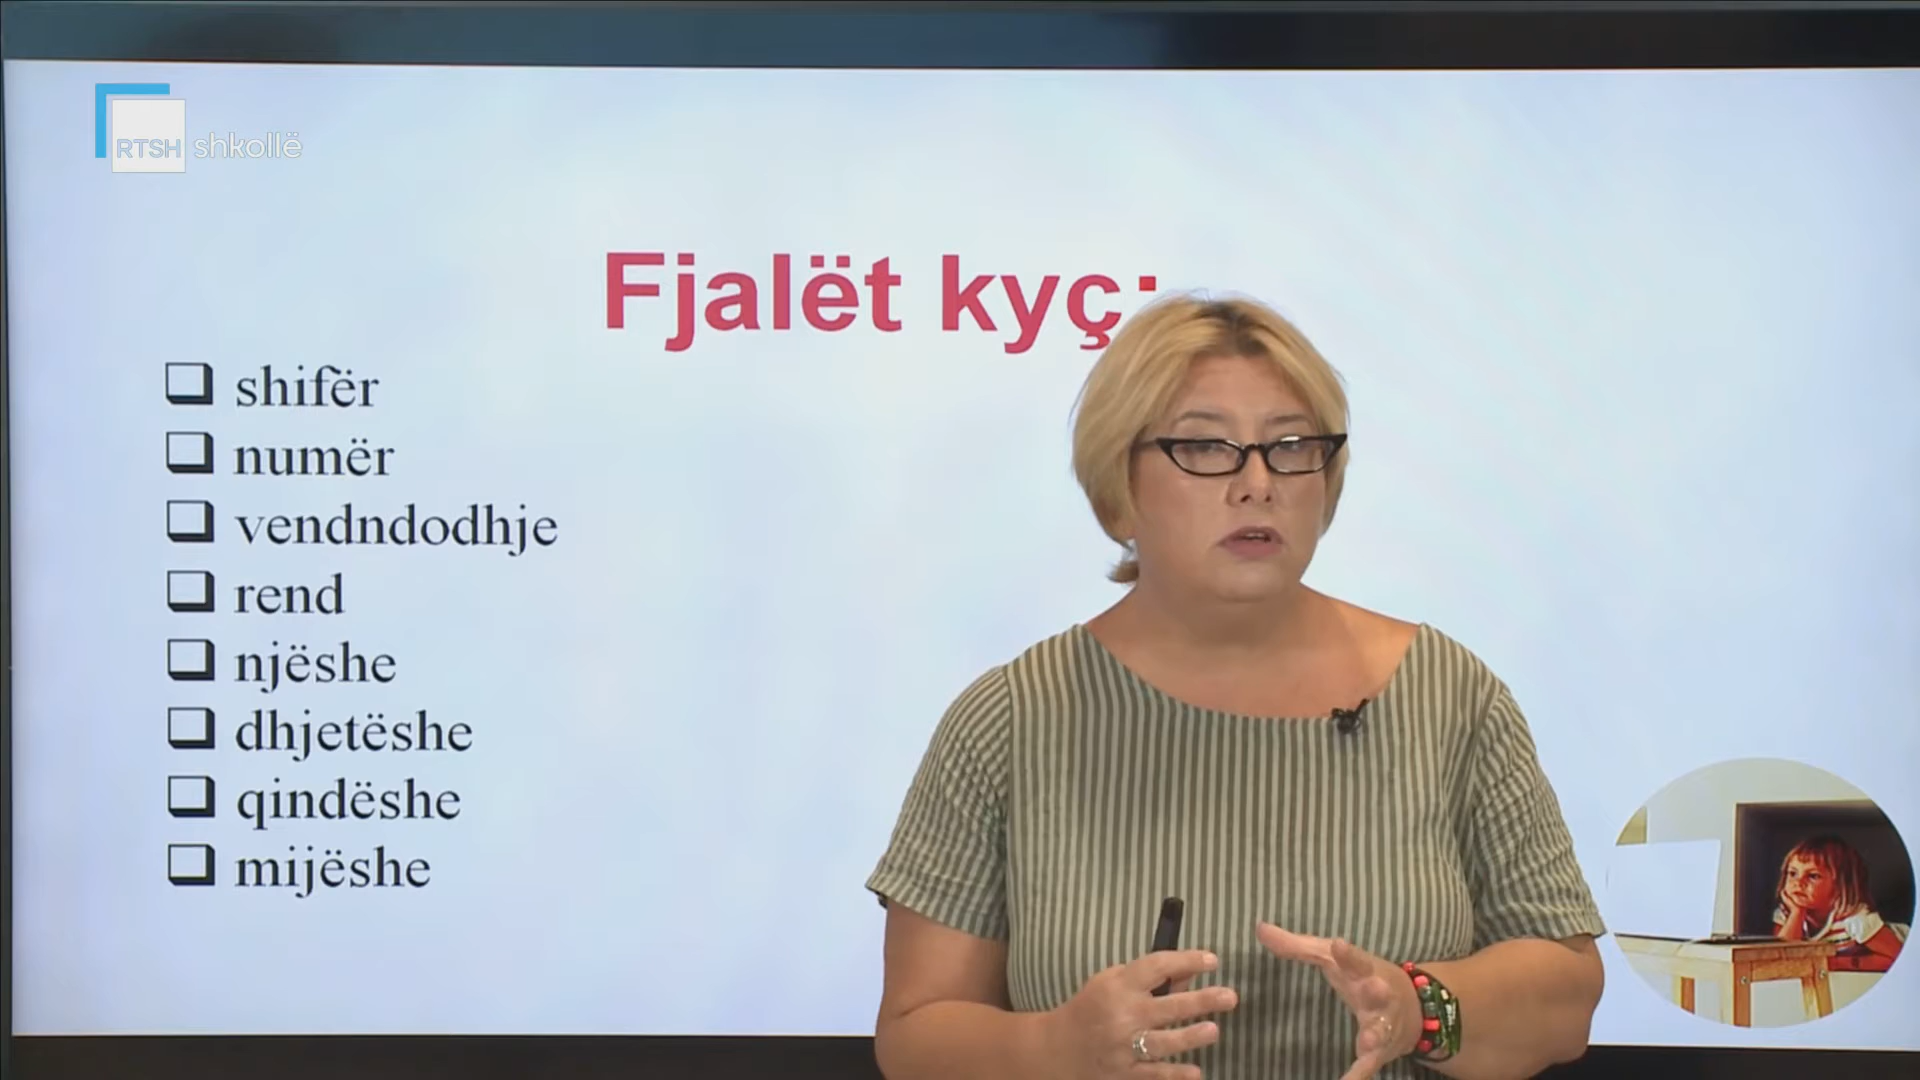 RTSH shkollë
Fjalët kyç:
shifër
numër
vendndodhje
rend
njëshe
dhjetëshe
qindëshe
mijëshe